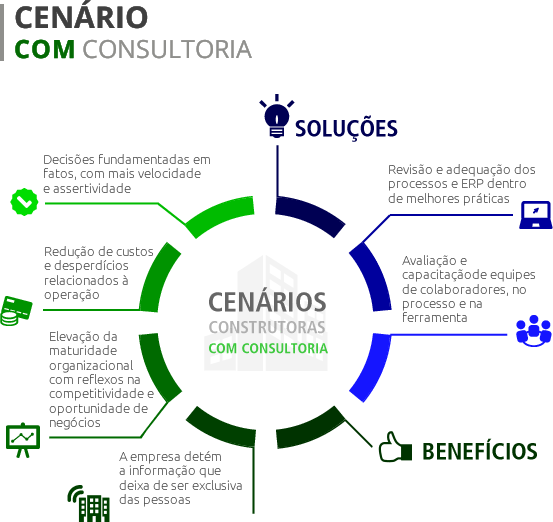 CENÁRIO
COM CONSULTORIA
SOLUÇÕES
Revisão e adequação dos
processos e ERP dentro
de melhores práticas
Avaliação e
capacitaçãode equipes
de colaboradores, no
processo e na
ferramenta
BENEFÍCIOS
A empresa detém
a informação que
deixa de ser exclusiva
das pessoas
Elevação da
maturidade
organizacional
com reflexos na
competitividade e
oportunidade de
negócios
Redução de custos
e desperdícios
relacionados à
operação
Decisões fundamentadas em
fatos, com mais velocidade
e assertividade
CENÁRIOS
CONSTRUTORAS
COM CONSULTORIA